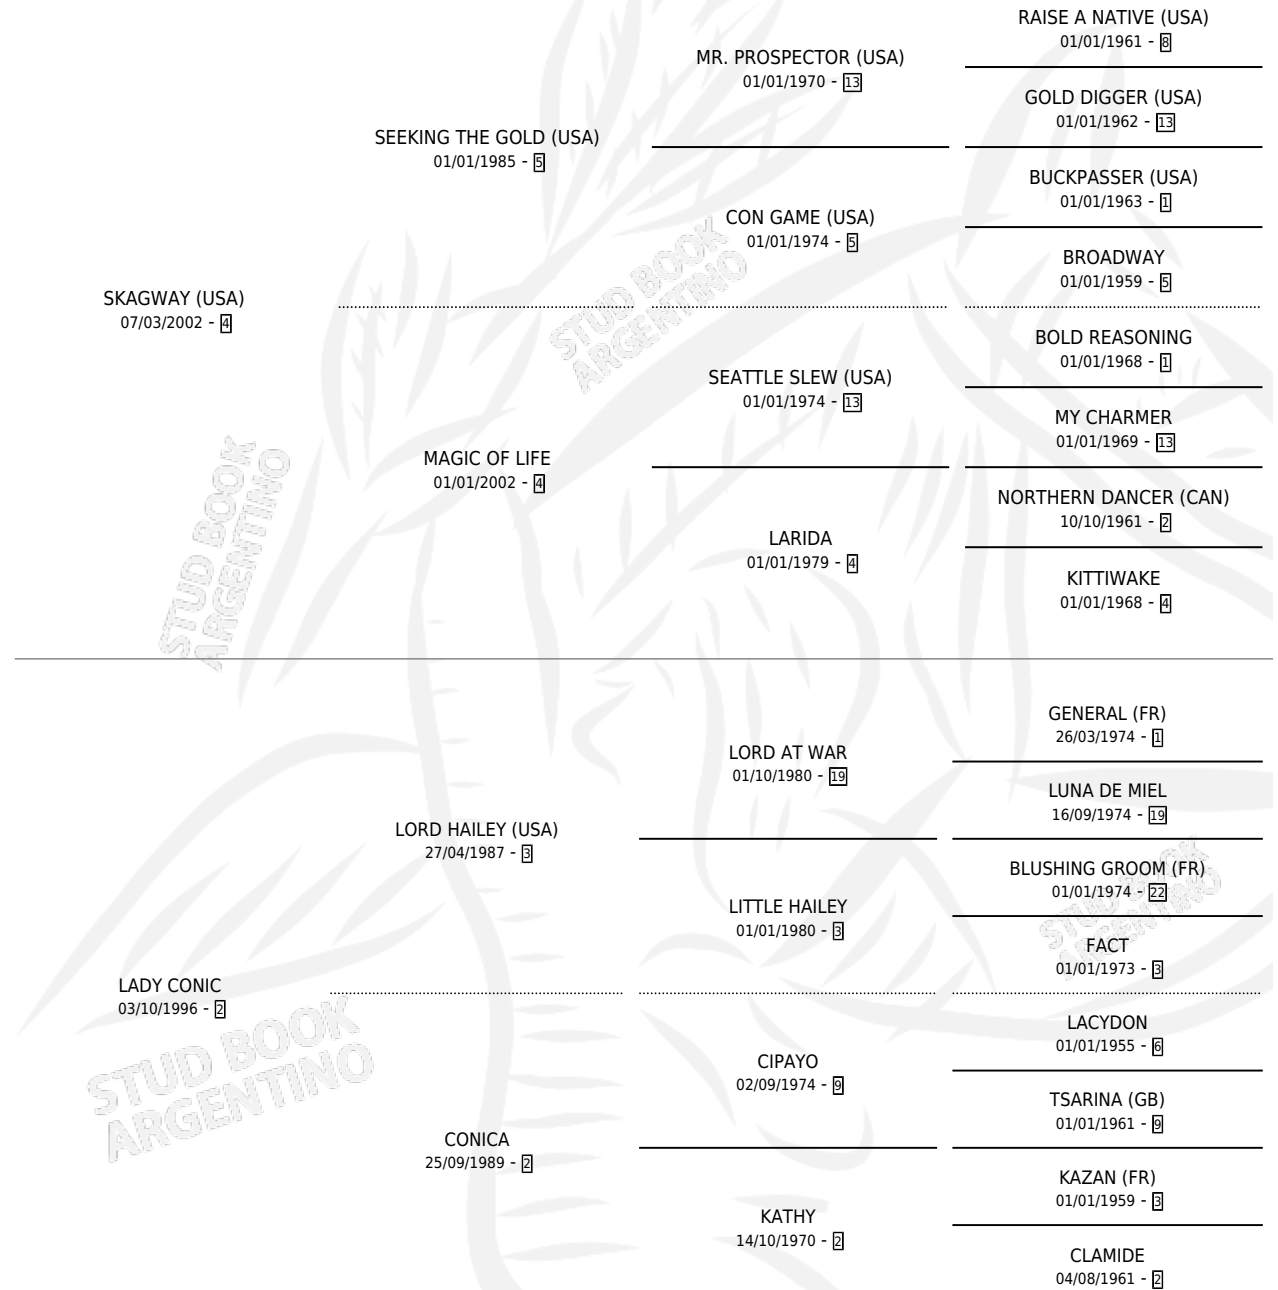 RAISE A NATIVE (USA)
01/01/1961 - 8
MR. PROSPECTOR (USA)
01/01/1970 - 13
GOLD DIGGER (USA)
01/01/1962 - 13
SEEKING THE GOLD (USA)
01/01/1985 - 5
BUCKPASSER (USA)
01/01/1963 - 1
CON GAME (USA)
01/01/1974 - 5
BROADWAY
01/01/1959 - 5
STUD BOOK
ARGENTINO
SKAGWAY (USA)
07/03/2002 - 4
BOLD REASONING
01/01/1968 - 1
SEATTLE SLEW (USA)
01/01/1974 - 13
MY CHARMER
01/01/1969 - 13
MAGIC OF LIFE
01/01/2002 - 4
NORTHERN DANCER (CAN)
10/10/1961 - 2
LARIDA
01/01/1979 - 4
KITTIWAKE
01/01/1968 - 4
STUD BOOK
ARGENTINO
GENERAL (FR)
26/03/1974 - 1
LORD AT WAR
01/10/1980 - 19
LUNA DE MIEL
16/09/1974 - 19
LORD HAILEY (USA)
27/04/1987 - 3
BLUSHING GROOM (FR)
01/01/1974 - 22
LITTLE HAILEY
01/01/1980 - 3
FACT
01/01/1973 - 3
STUD BOOK
ARGENTINO
LADY CONIC
03/10/1996 - 2
LACYDON
01/01/1955 - 6
CIPAYO
02/09/1974 - 9
TSARINA (GB)
01/01/1961 - 9
CONICA
25/09/1989 - 2
KAZAN (FR)
01/01/1959 - 3
KATHY
14/10/1970 - 2
CLAMIDE
04/08/1961 - 2
STUD BOOK
ARGENTINO